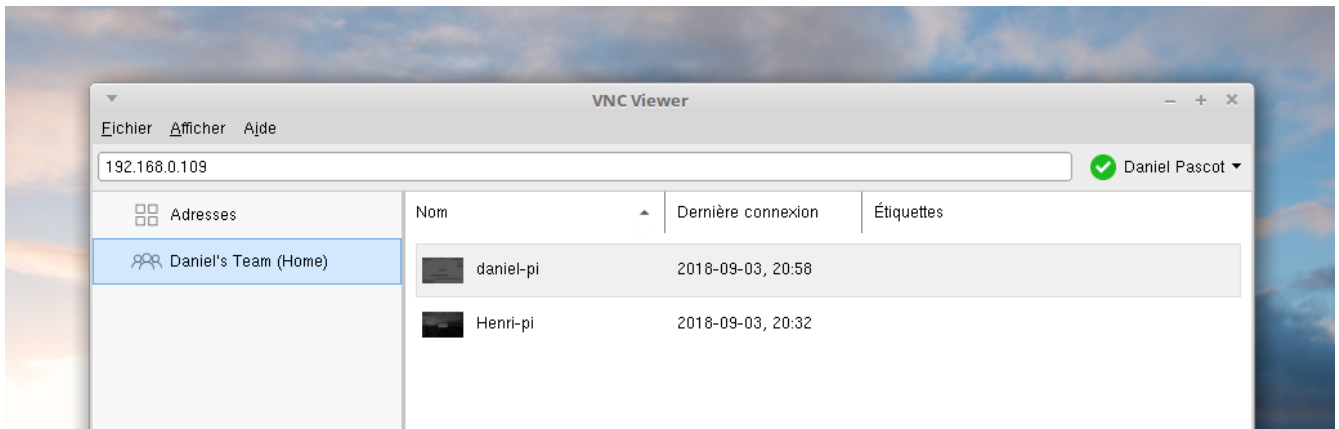 VNC Viewer
Fichier Afficher Aide
192.168.0.109 Daniel Pascot
Adresses
Daniel's Team (Home)
Nom Dernière connexion Étiquettes
daniel-pi 2018-09-03, 20:58
Henri-pi 2018-09-03, 20:32